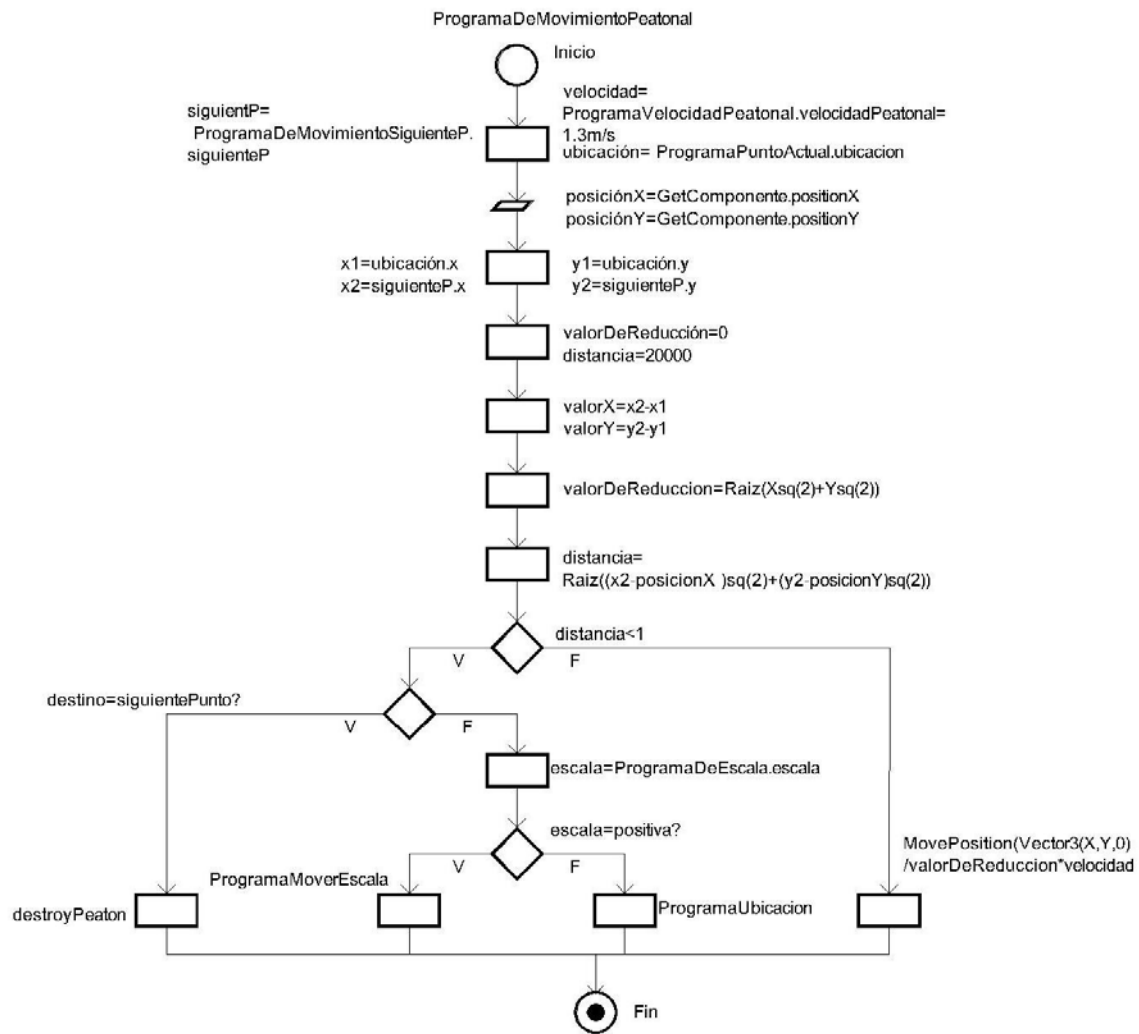 ProgramaDeMovimientoPeatonal
Inicio
siguientP=
ProgramaDeMovimientoSiguienteP.
siguienteP
velocidad=
ProgramaVelocidadPeatonal.velocidadPeatonal=
1.3m/s
ubicación= ProgramaPuntoActual.ubicacion
posiciónX=GetComponente.positionX
posiciónY=GetComponente.positionY
x1=ubicación.x
x2=siguienteP.x
y1=ubicación.y
y2=siguienteP.y
valorDeReducción=0
distancia=20000
valorX=x2-x1
valorY=y2-y1
valorDeReduccion=Raiz(Xsq(2)+Ysq(2))
distancia=
Raiz((x2-posicionX )sq(2)+(y2-posicionY)sq(2))
distancia<1
V
F
destino=siguientePunto?
V
F
escala=ProgramaDeEscala.escala
escala=positiva?
V
F
MovePosition(Vector3(X,Y,0)
/valorDeReduccion*velocidad
ProgramaMoverEscala
destroyPeaton
ProgramaUbicacion
Fin